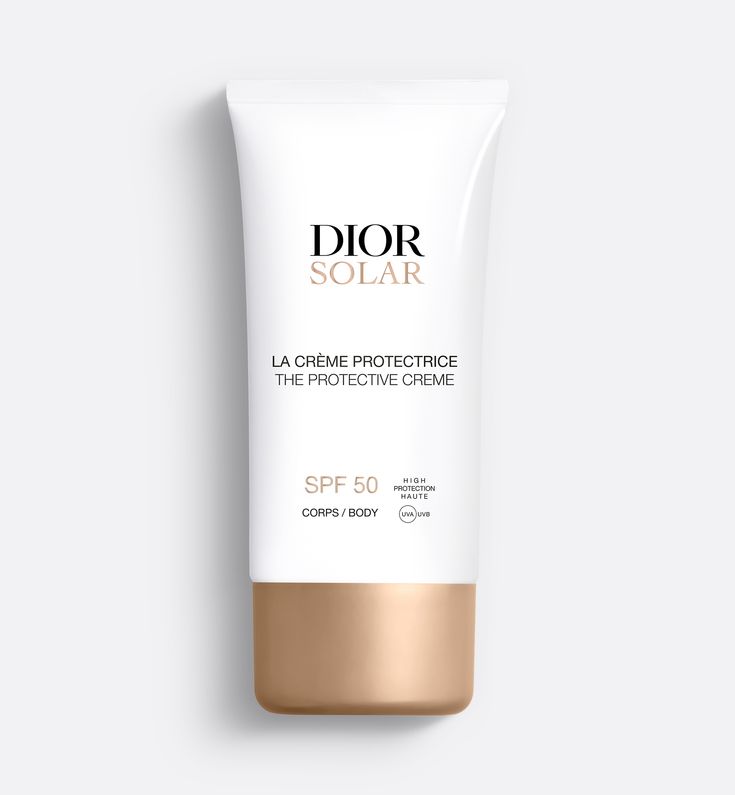 DIOR
SOLAR
LA CRÈME PROTECTRICE
THE PROTECTIVE CREME
SPF 50
HIGH
PROTECTION
HAUTE
CORPS / BODY
UVA UVB